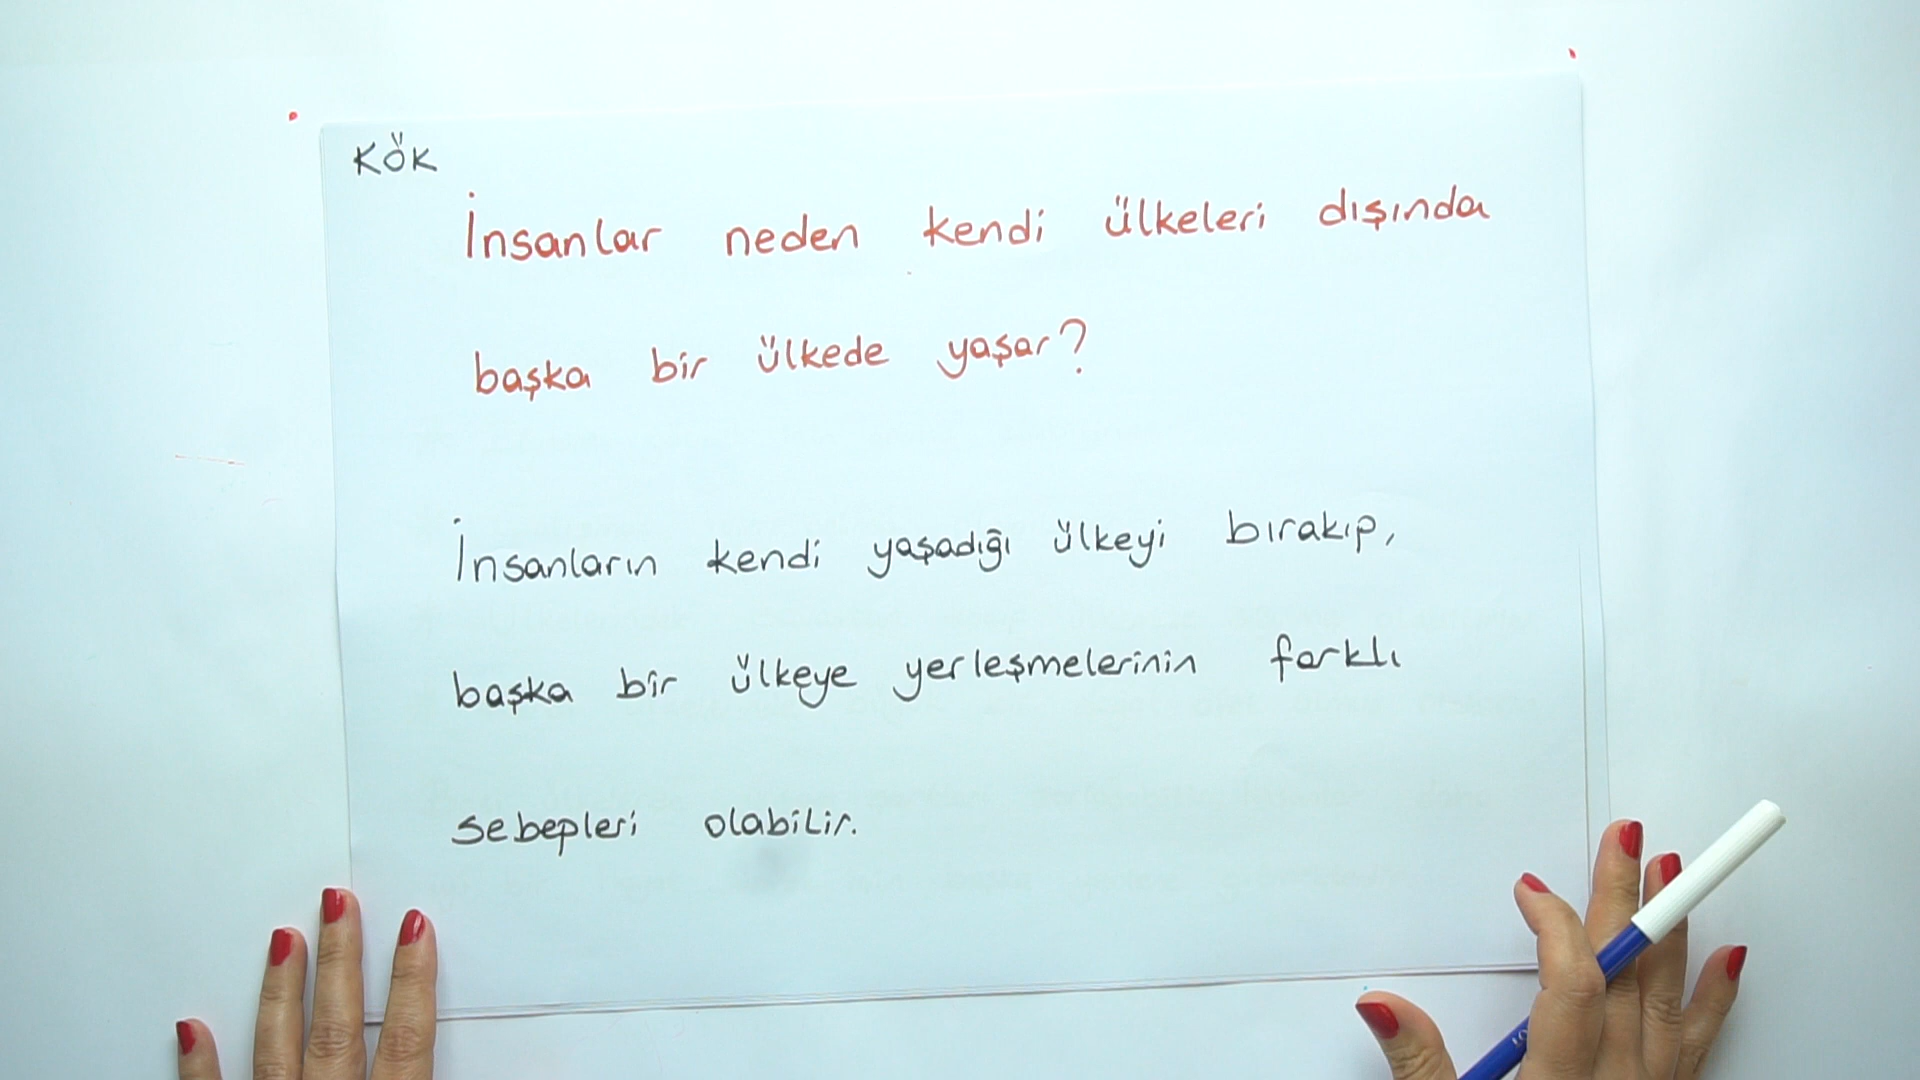 KÖK
İnsanlar neden kendi ülkeleri dışında
başka bir ülkede yaşar?
İnsanların kendi yaşadığı ülkeyi bırakıp,
başka bir ülkeye yerleşmelerinin farklı
sebepleri olabilir.